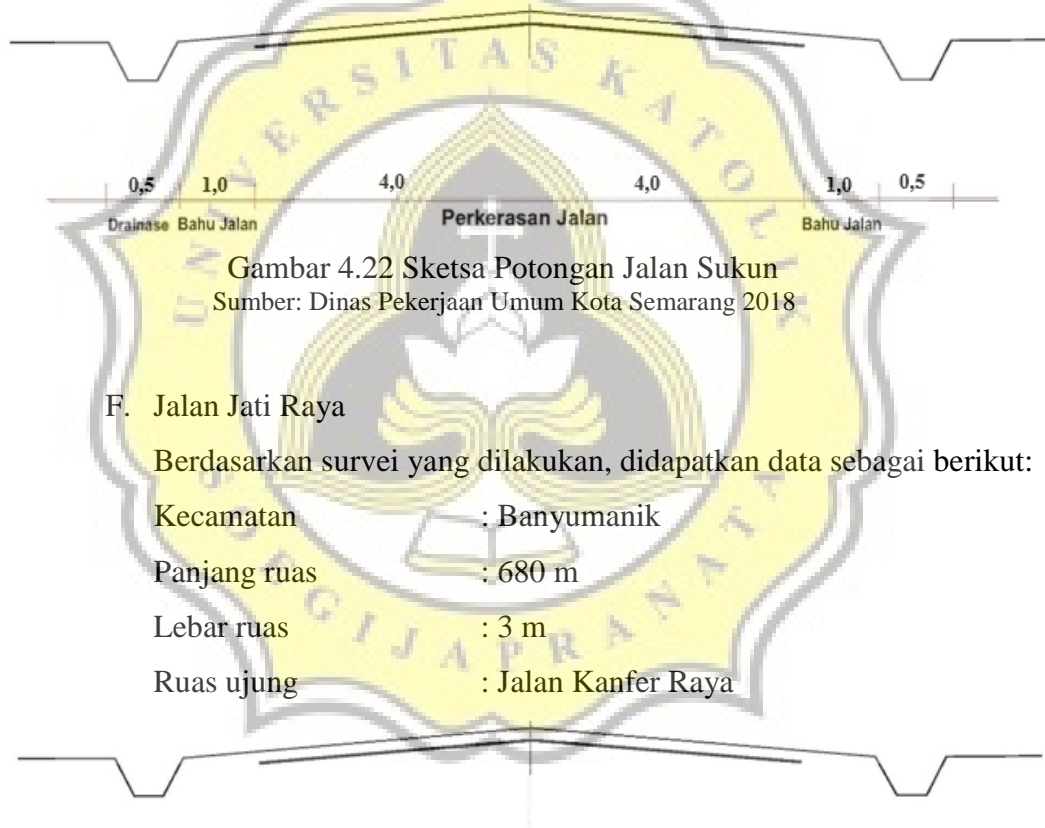 0,5 1,0 4,0 4,0 1,0 0,5
Drainase Bahu Jalan Perkerasan Jalan Bahu Jalan
Gambar 4.22 Sketsa Potongan Jalan Sukun
Sumber: Dinas Pekerjaan Umum Kota Semarang 2018
F. Jalan Jati Raya
Berdasarkan survei yang dilakukan, didapatkan data sebagai berikut:
Kecamatan : Banyumanik
Panjang ruas : 680 m
Lebar ruas : 3 m
Ruas ujung : Jalan Kanfer Raya
UNIVERSITAS KATOLIK
SOEGIJAPRANATA